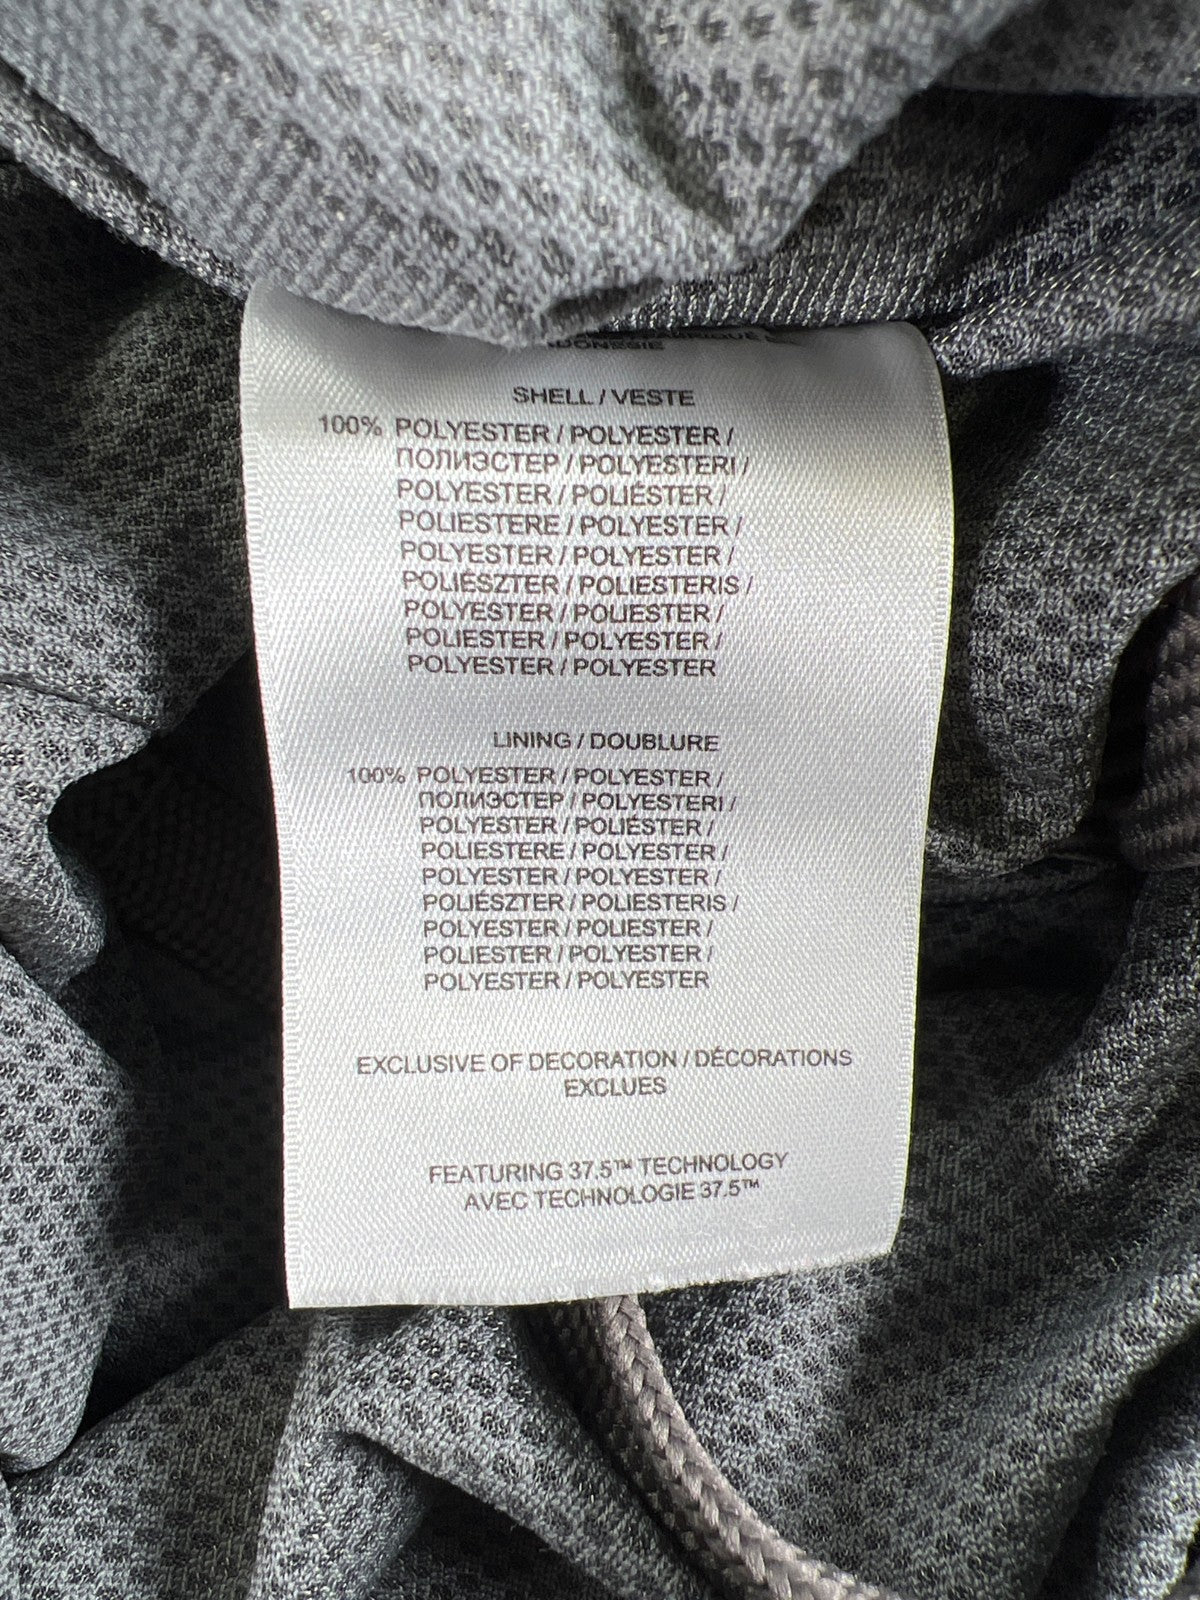 SHELL / VESTE
100% POLYESTER / POLYESTER /
ПОЛИЭСТЕР / POLYESTERI /
POLYESTER / POLIÉSTER /
POLIESTERE / POLYESTER /
POLYESTER / POLYESTER /
POLIÉSZTER / POLIESTERIS /
POLYESTER / POLIESTER /
POLIESTER / POLYESTER /
POLYESTER / POLYESTER
LINING / DOUBLURE
100% POLYESTER / POLYESTER /
ПОЛИЭСТЕР / POLYESTERI /
POLYESTER / POLIÉSTER /
POLIESTERE / POLYESTER /
POLYESTER / POLYESTER /
POLIÉSZTER / POLIESTERIS /
POLYESTER / POLIESTER /
POLIESTER / POLYESTER /
POLYESTER / POLYESTER
EXCLUSIVE OF DECORATION / DÉCORATIONS
EXCLUES
FEATURING 37.5™ TECHNOLOGY
AVEC TECHNOLOGIE 37.5™